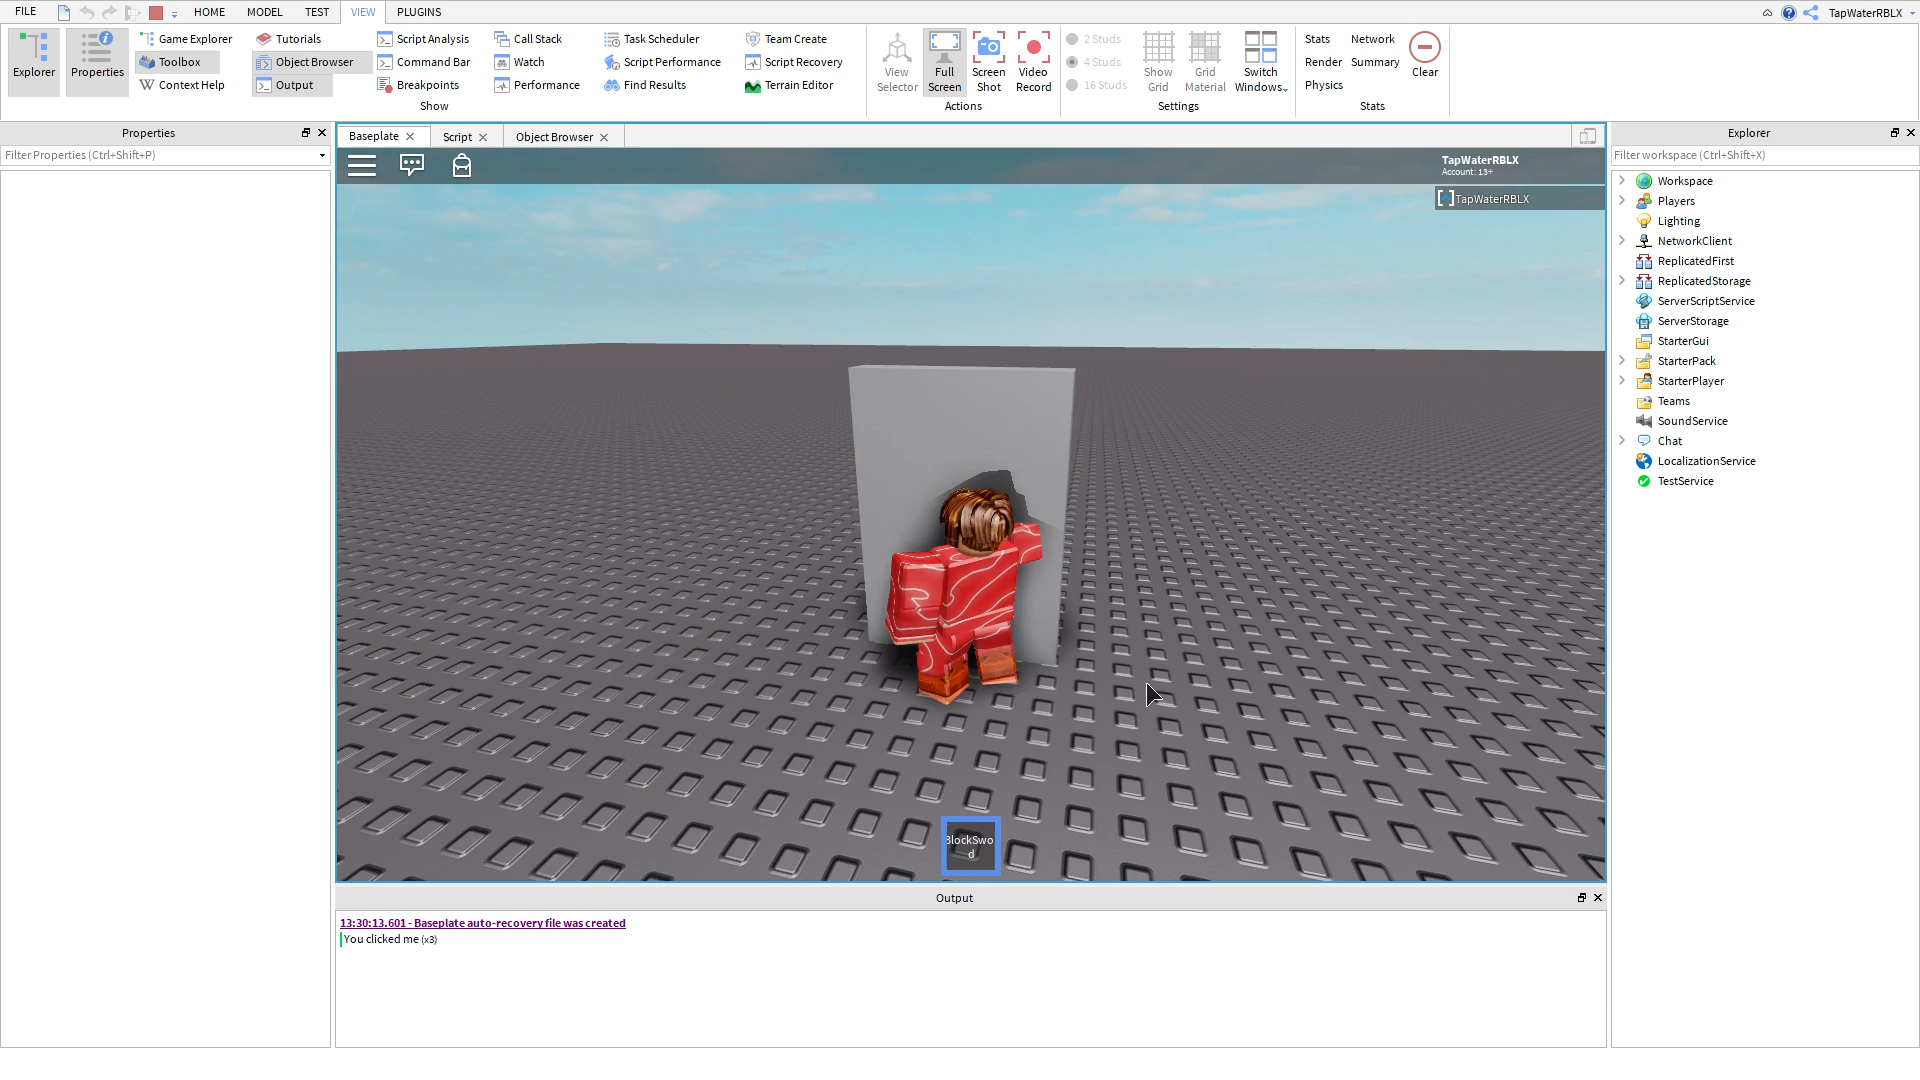 FILE HOME MODEL TEST VIEW PLUGINS TapWaterRBLX
Explorer
Properties
Game Explorer
Toolbox
Context Help
Tutorials
Object Browser
Output
Script Analysis
Command Bar
Breakpoints
Call Stack
Watch
Performance
Task Scheduler
Script Performance
Find Results
Team Create
Script Recovery
Terrain Editor
Show
View
Selector
Full
Screen
Screen
Shot
Video
Record
Actions
2 Studs
4 Studs
16 Studs
Show
Grid
Grid
Material
Switch
Windows
Settings
Stats
Render
Physics
Network
Summary
Clear
Stats
Properties
Filter Properties (Ctrl+Shift+P)
Baseplate
Script
Object Browser
TapWaterRBLX
Account: 13+
TapWaterRBLX
BlockSwo
d
Output
13:30:13.601 - Baseplate auto-recovery file was created
You clicked me (x3)
Explorer
Filter workspace (Ctrl+Shift+X)
Workspace
Players
Lighting
NetworkClient
ReplicatedFirst
ReplicatedStorage
ServerScriptService
ServerStorage
StarterGui
StarterPack
StarterPlayer
Teams
SoundService
Chat
LocalizationService
TestService